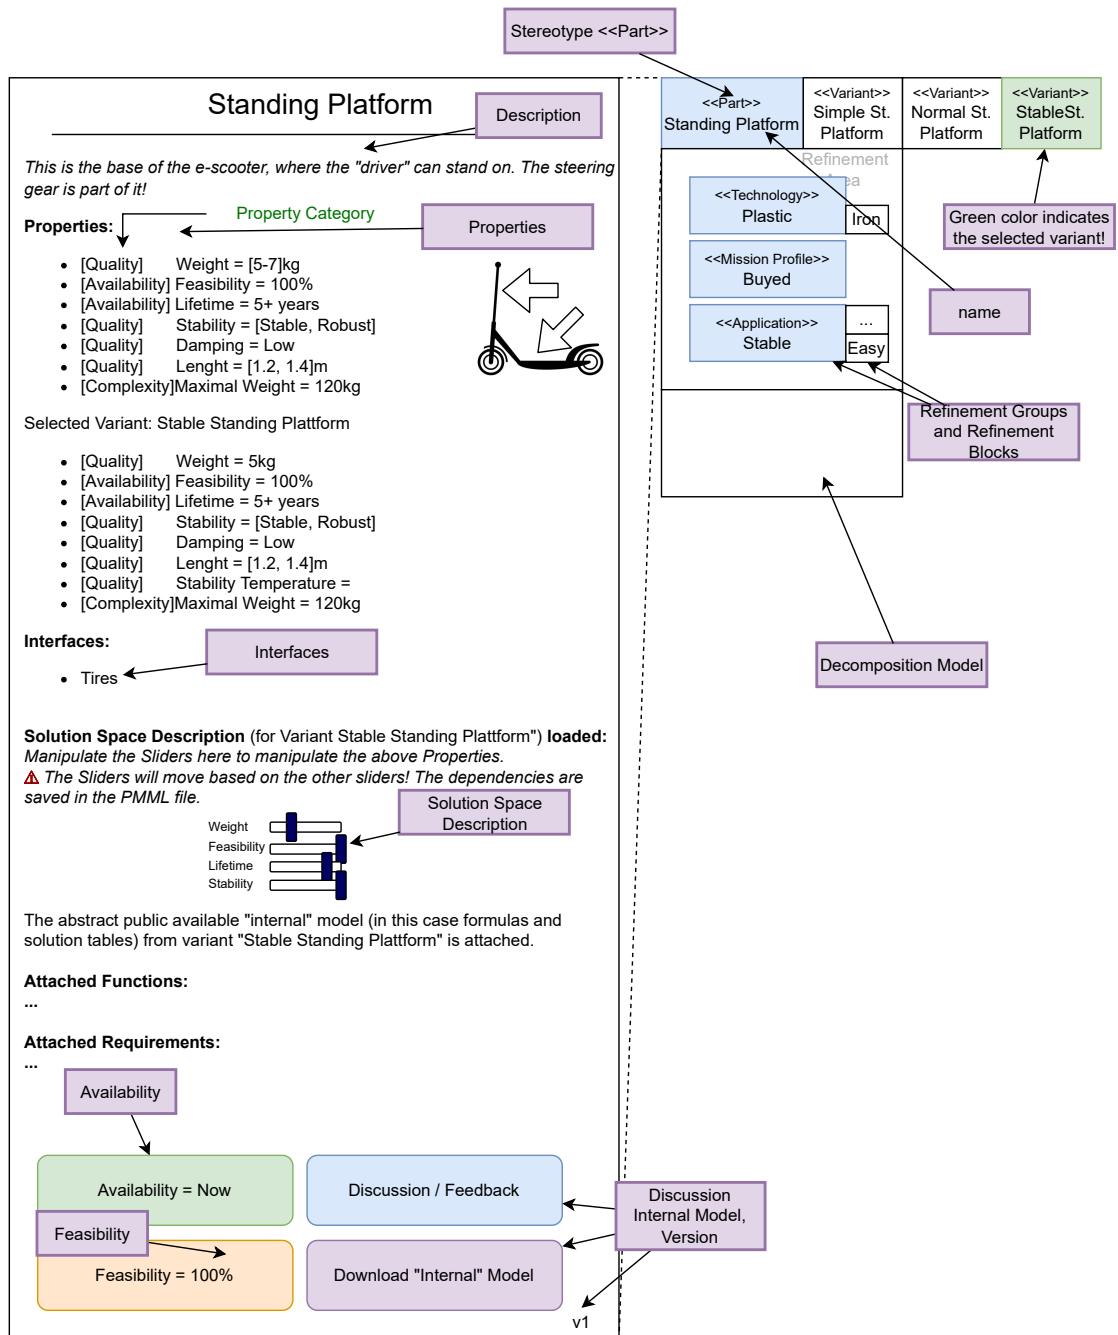 Stereotype <<Part>>
Standing Platform
Description
This is the base of the e-scooter, where the "driver" can stand on. The steering
gear is part of it!
Property Category
Properties:
Properties
[Quality] Weight = [5-7]kg
[Availability] Feasibility = 100%
[Availability] Lifetime = 5+ years
[Quality] Stability = [Stable, Robust]
[Quality] Damping = Low
[Quality] Lenght = [1.2, 1.4]m
[Complexity]Maximal Weight = 120kg
Selected Variant: Stable Standing Plattform
[Quality] Weight = 5kg
[Availability] Feasibility = 100%
[Availability] Lifetime = 5+ years
[Quality] Stability = [Stable, Robust]
[Quality] Damping = Low
[Quality] Lenght = [1.2, 1.4]m
[Quality] Stability Temperature =
[Complexity]Maximal Weight = 120kg
Interfaces:
Interfaces
Tires
Solution Space Description (for Variant Stable Standing Plattform") loaded:
Manipulate the Sliders here to manipulate the above Properties.
⚠ The Sliders will move based on the other sliders! The dependencies are
saved in the PMML file.
Solution Space
Description
Weight
Feasibility
Lifetime
Stability
The abstract public available "internal" model (in this case formulas and
solution tables) from variant "Stable Standing Plattform" is attached.
Attached Functions:
...
Attached Requirements:
...
Availability
Availability = Now
Discussion / Feedback
Feasibility
Feasibility = 100%
Download "Internal" Model
Discussion
Internal Model,
Version
v1
<<Part>>
Standing Platform
<<Variant>>
Simple St.
Platform
<<Variant>>
Normal St.
Platform
<<Variant>>
StableSt.
Platform
Refinement
Area
<<Technology>>
Plastic
Iron
<<Mission Profile>>
Buyed
<<Application>>
Stable
...
Easy
Green color indicates
the selected variant!
name
Refinement Groups
and Refinement
Blocks
Decomposition Model